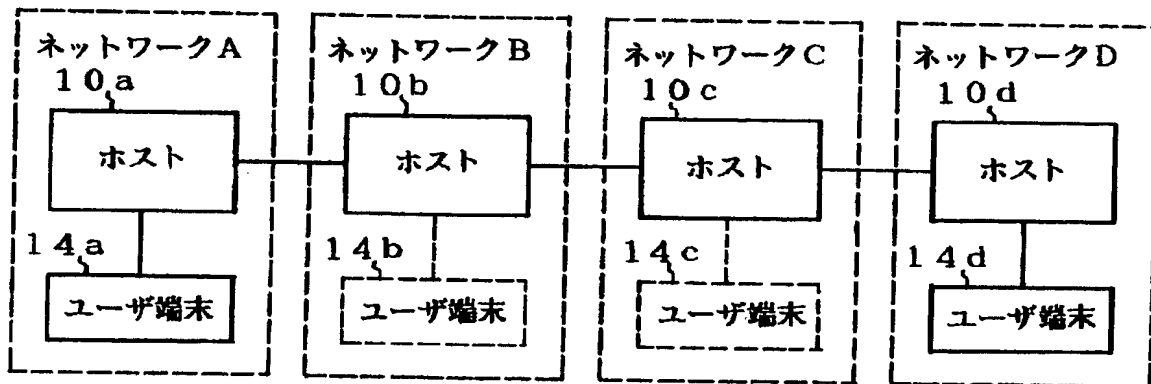 ネットワークA
10a
ホスト
14a
ユーザ端末
ネットワークB
10b
ホスト
14b
ユーザ端末
ネットワークC
10c
ホスト
14c
ユーザ端末
ネットワークD
10d
ホスト
14d
ユーザ端末